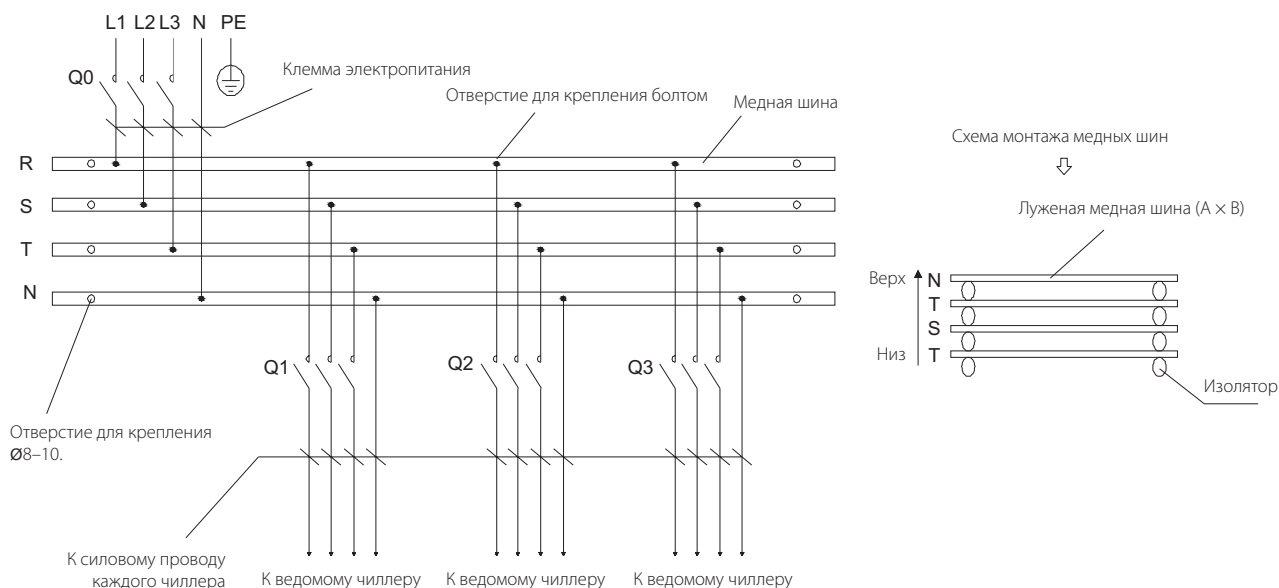 L1 L2 L3 N PE
Q0
Клемма электропитания
Отверстие для крепления болтом
Медная шина
R
S
T
N
Q1
Q2
Q3
Отверстие для крепления
Ø8–10.
К силовому проводу
каждого чиллера
К ведомому чиллеру
К ведомому чиллеру
К ведомому чиллеру
Схема монтажа медных шин
Луженая медная шина (A × B)
Верх
N
T
S
Низ
T
Изолятор